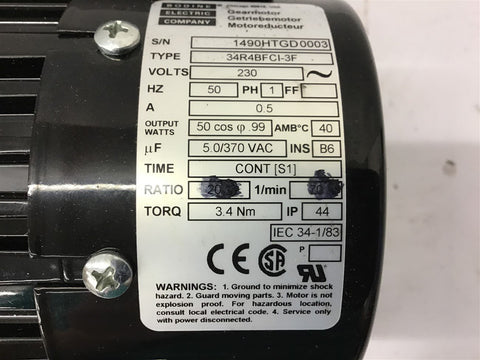 BODINE
ELECTRIC
COMPANY
Gearmotor
Getriebemotor
Motoreducteur
S/N 1490HTGD0003
TYPE 34R4BFCI-3F
VOLTS 230 ~
HZ 50 PH 1 FF
A 0.5
OUTPUT WATTS 50 cos φ .99 AMB°C 40
μF 5.0/370 VAC INS B6
TIME CONT [S1]
RATIO 1/min
TORQ 3.4 Nm IP 44
IEC 34-1/83
CE SA RU P
WARNINGS: 1. Ground to minimize shock
hazard. 2. Guard moving parts. 3. Motor is not
explosion proof. For hazardous location,
consult local electrical code. 4. Service only
with power disconnected.